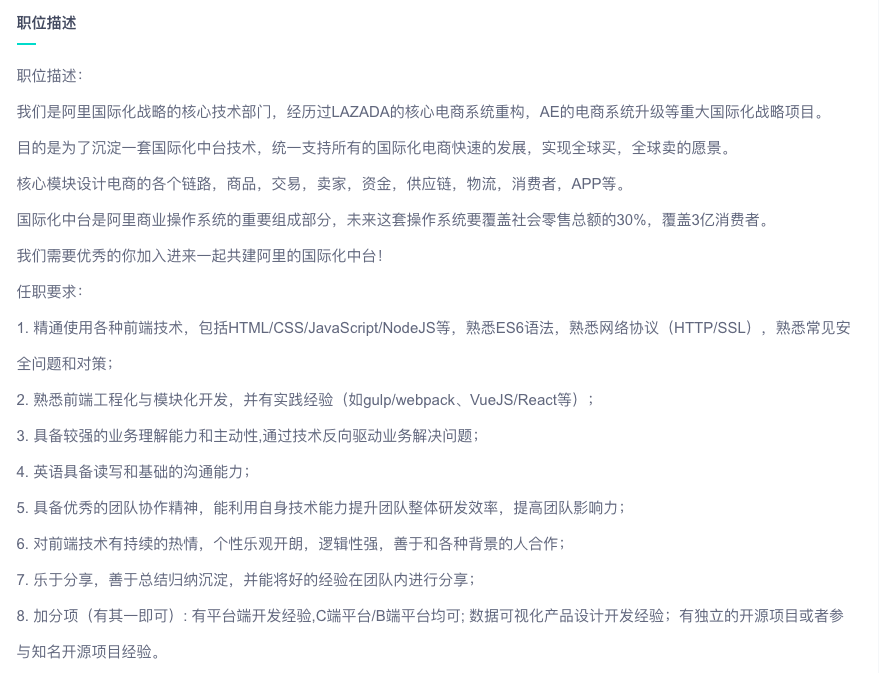 职位描述
职位描述：
我们是阿里国际化战略的核心技术部门，经历过LAZADA的核心电商系统重构，AE的电商系统升级等重大国际化战略项目。
目的是为了沉淀一套国际化中台技术，统一支持所有的国际化电商快速的发展，实现全球买，全球卖的愿景。
核心模块设计电商的各个链路，商品，交易，卖家，资金，供应链，物流，消费者，APP等。
国际化中台是阿里商业操作系统的重要组成部分，未来这套操作系统要覆盖社会零售总额的30%，覆盖3亿消费者。
我们需要优秀的你加入进来一起共建阿里的国际化中台！
任职要求：
1. 精通使用各种前端技术，包括HTML/CSS/JavaScript/NodeJS等，熟悉ES6语法，熟悉网络协议（HTTP/SSL），熟悉常见安
全问题和对策；
2. 熟悉前端工程化与模块化开发，并有实践经验（如gulp/webpack、VueJS/React等）；
3. 具备较强的业务理解能力和主动性,通过技术反向驱动业务解决问题；
4. 英语具备读写和基础的沟通能力；
5. 具备优秀的团队协作精神，能利用自身技术能力提升团队整体研发效率，提高团队影响力；
6. 对前端技术有持续的热情，个性乐观开朗，逻辑性强，善于和各种背景的人合作；
7. 乐于分享，善于总结归纳沉淀，并能将好的经验在团队内进行分享；
8. 加分项（有其一即可）: 有平台端开发经验,C端平台/B端平台均可; 数据可视化产品设计开发经验；有独立的开源项目或者参
与知名开源项目经验。